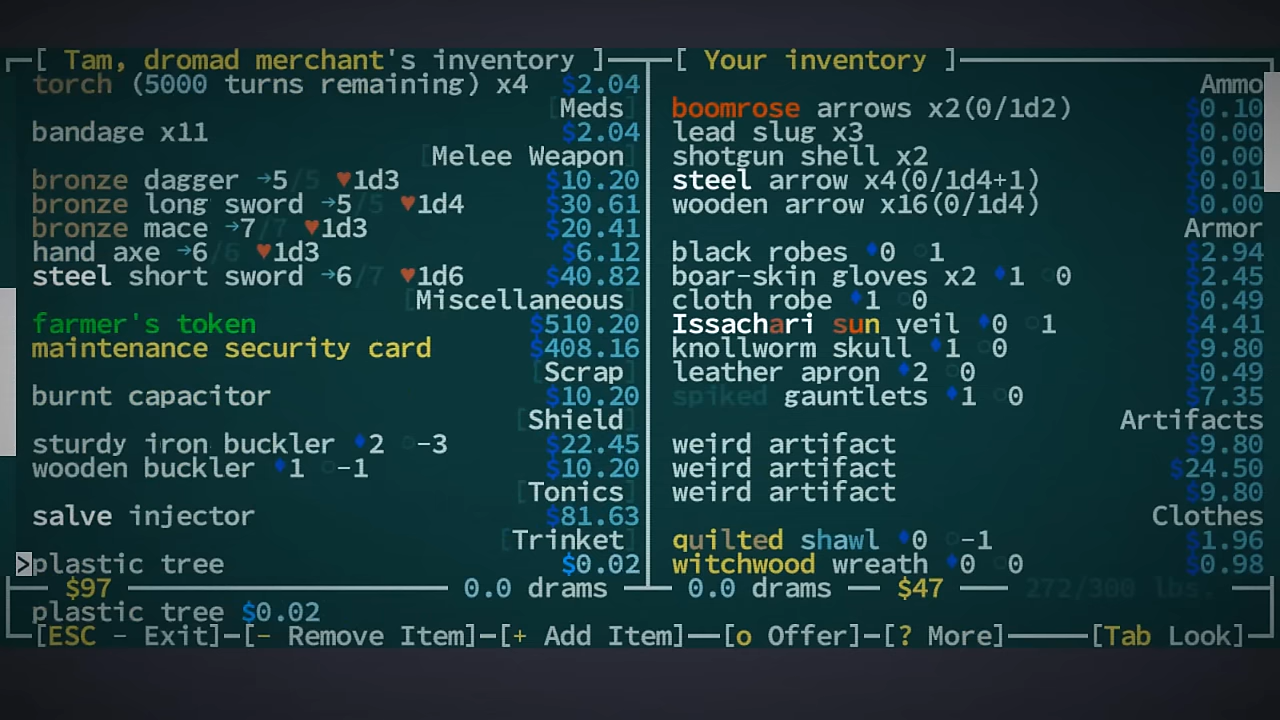 [ Tam, dromad merchant's inventory ]
torch (5000 turns remaining) x4 $2.04
[Meds]
bandage x11 $2.04
[Melee Weapon]
bronze dagger →5/5 ♥1d3 $10.20
bronze long sword →5/5 ♥1d4 $30.61
bronze mace →7/7 ♥1d3 $20.41
hand axe →6/6 ♥1d3 $6.12
steel short sword →6/7 ♥1d6 $40.82
[Miscellaneous]
farmer's token $510.20
maintenance security card $408.16
[Scrap]
burnt capacitor $10.20
[Shield]
sturdy iron buckler ♦2 ○-3 $22.45
wooden buckler ♦1 ○-1 $10.20
[Tonics]
salve injector $81.63
[Trinket]
>plastic tree $0.02
$97 0.0 drams
[ Your inventory ]
Ammo
boomrose arrows x2(0/1d2) $0.10
lead slug x3 $0.00
shotgun shell x2 $0.00
steel arrow x4(0/1d4+1) $0.01
wooden arrow x16(0/1d4) $0.00
Armor
black robes ♦0 ○1 $2.94
boar-skin gloves x2 ♦1 ○0 $2.45
cloth robe ♦1 ○0 $0.49
Issachari sun veil ♦0 ○1 $4.41
knollworm skull ♦1 ○0 $9.80
leather apron ♦2 ○0 $0.49
spiked gauntlets ♦1 ○0 $7.35
Artifacts
weird artifact $9.80
weird artifact $24.50
weird artifact $9.80
Clothes
quilted shawl ♦0 ○-1 $1.96
witchwood wreath ♦0 ○0 $0.98
0.0 drams $47 272/300 lbs.
plastic tree $0.02
[ESC - Exit]-[- Remove Item]-[+ Add Item]-[o Offer]-[? More] [Tab Look]